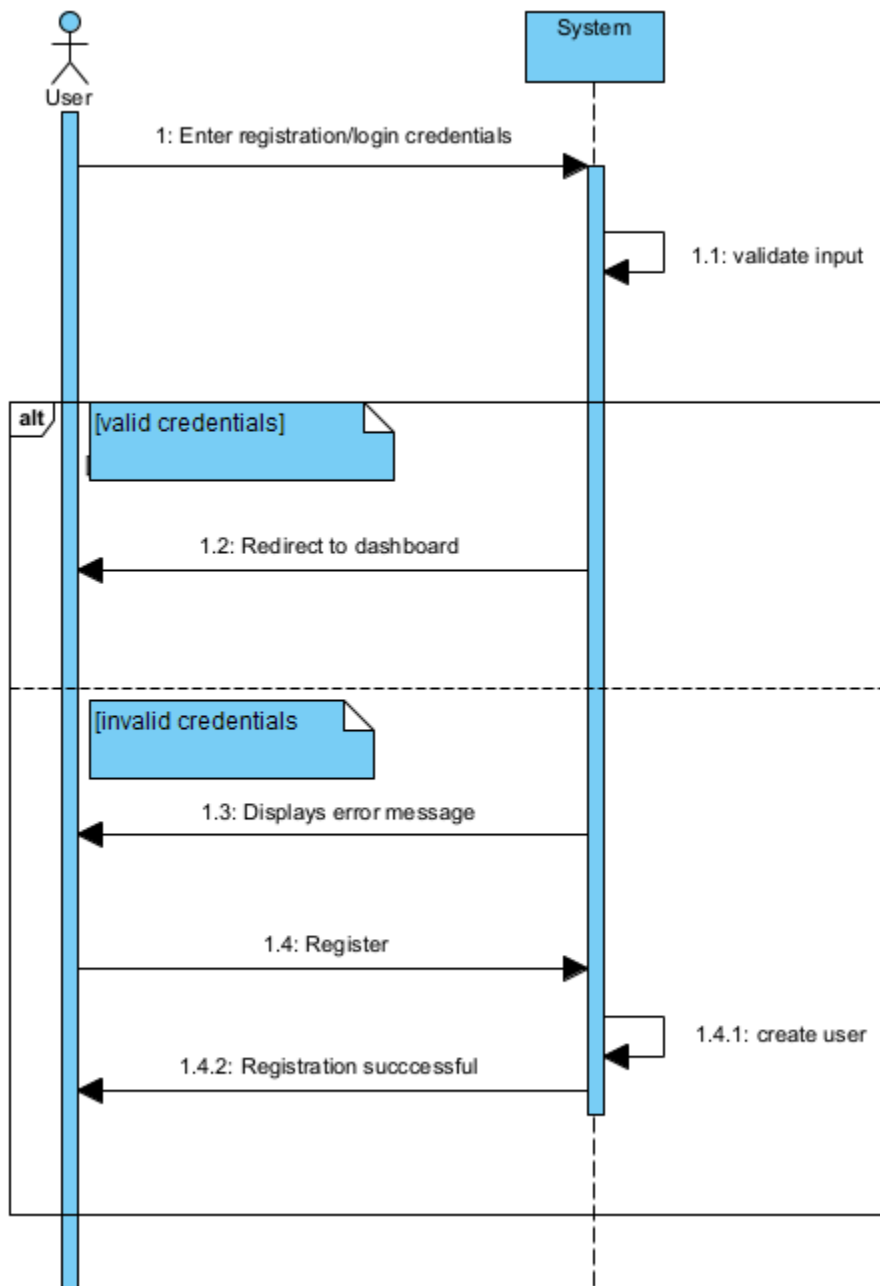 System
User
1: Enter registration/login credentials
1.1: validate input
alt
[valid credentials]
[
1.2: Redirect to dashboard
[invalid credentials
1.3: Displays error message
1.4: Register
1.4.1: create user
1.4.2: Registration succcessful